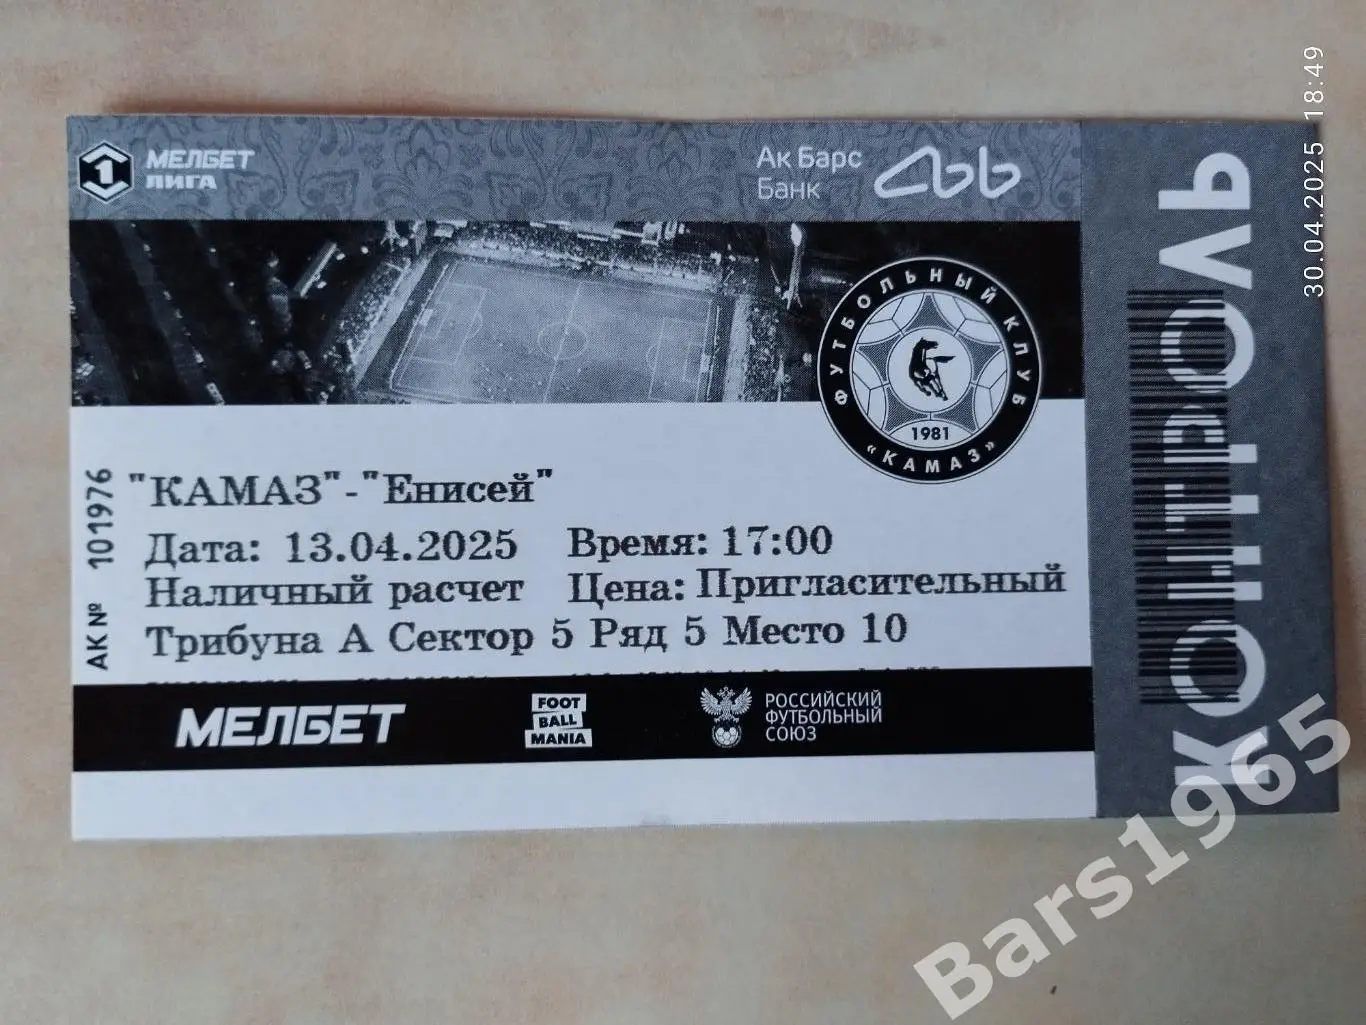 1 МЕЛБЕТ
ЛИГА
Ак Барс
Банк
ФУТБОЛЬНЫЙ КЛУБ
1981
"КАМАЗ"
АК № 101976
"КАМАЗ"-"Енисей"
Дата: 13.04.2025 Время: 17:00
Наличный расчет Цена: Пригласительный
Трибуна А Сектор 5 Ряд 5 Место 10
МЕЛБЕТ
FOOT
BALL
MANIA
РОССИЙСКИЙ
ФУТБОЛЬНЫЙ
СОЮЗ
КОНТРОЛЬ
30.04.2025 18:49
Bars1965